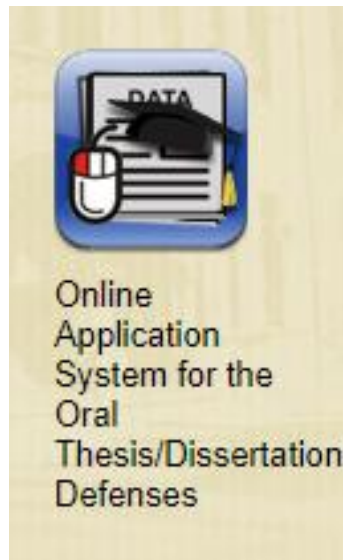 DATA
Online
Application
System for the
Oral
Thesis/Dissertation
Defenses